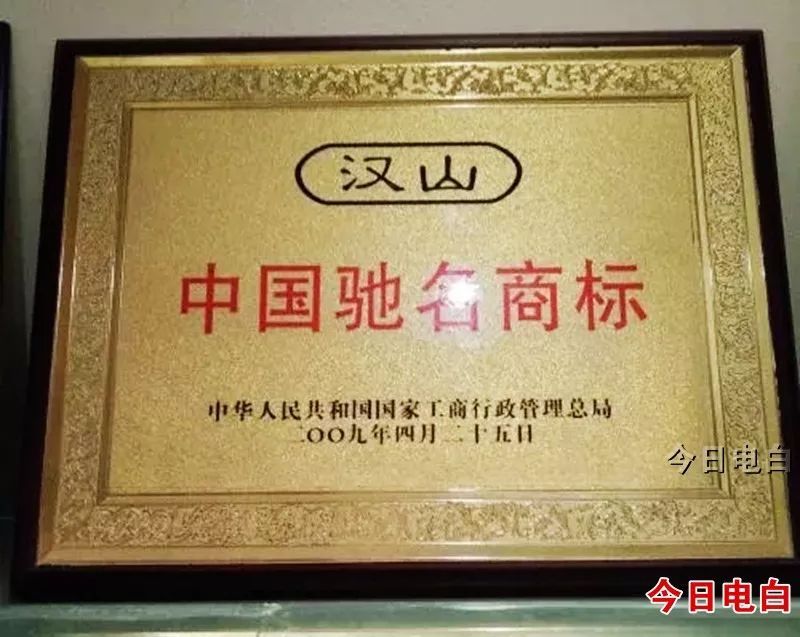 汉山
中国驰名商标
中华人民共和国国家工商行政管理总局
二〇〇九年四月二十五日
今日电白
今日电白